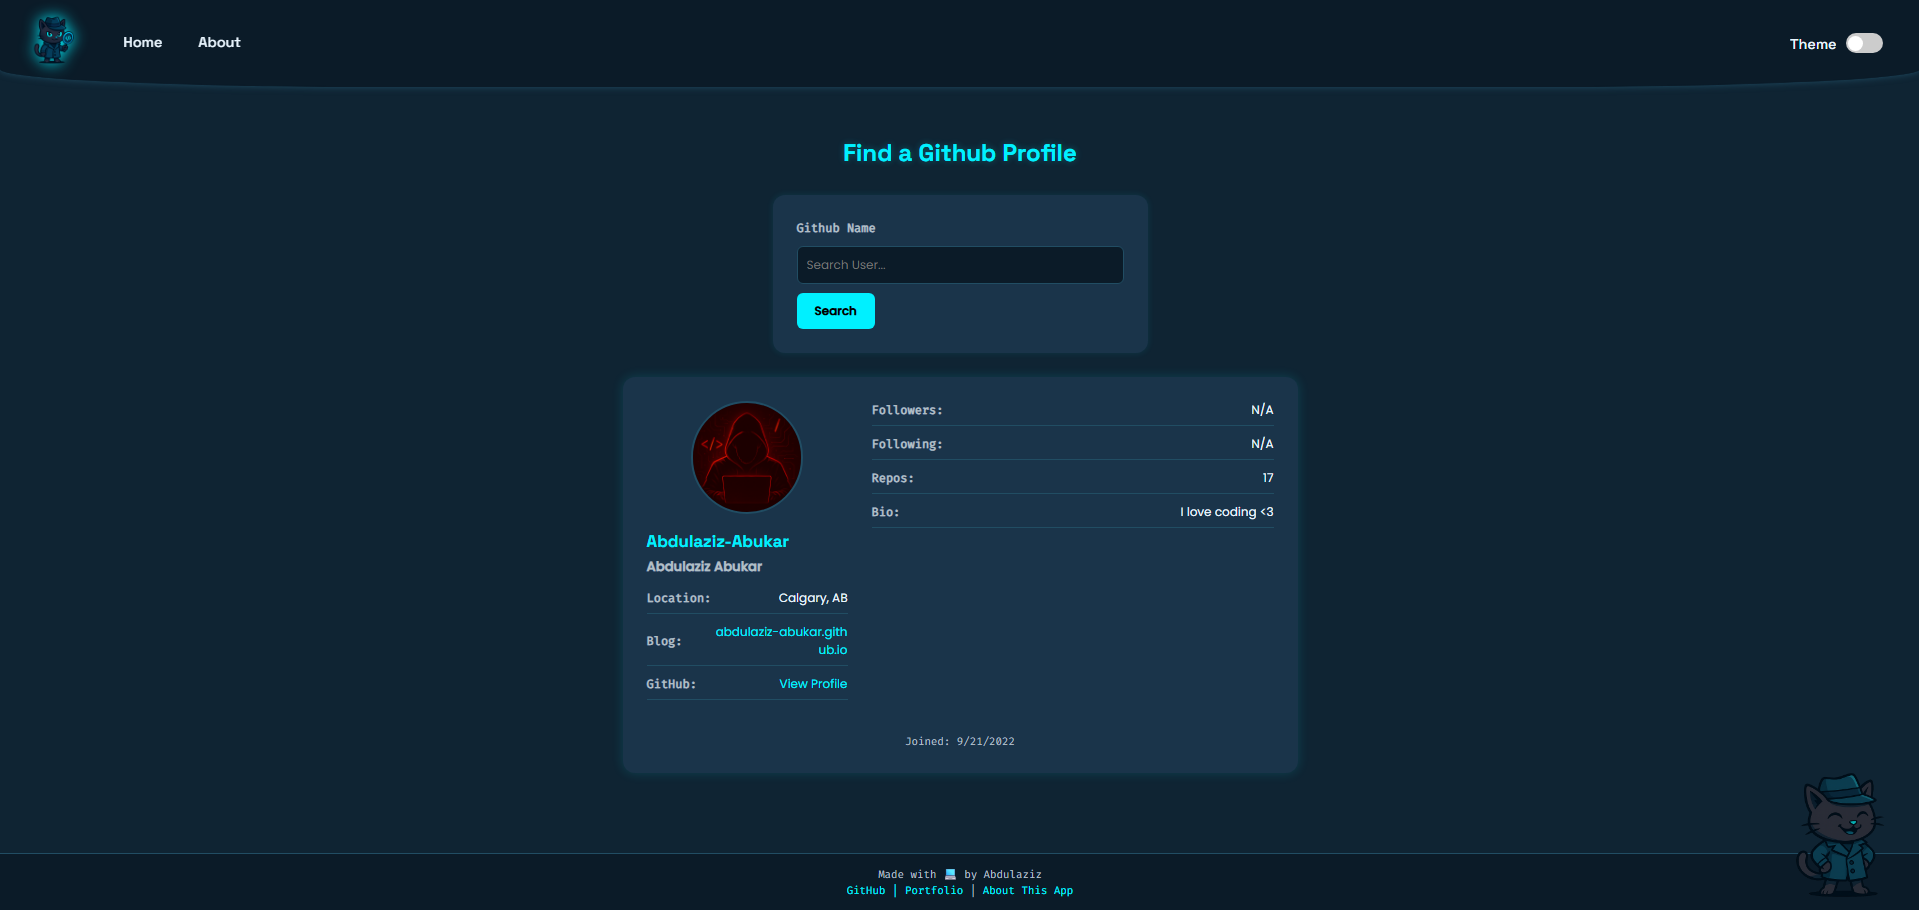 Home
About
Theme
Find a Github Profile
Github Name
Search User...
Search
</>
Abdulaziz-Abukar
Abdulaziz Abukar
Location: Calgary, AB
Blog: abdulaziz-abukar.gith
ub.io
GitHub: View Profile
Followers: N/A
Following: N/A
Repos: 17
Bio: I love coding <3
Joined: 9/21/2022
Made with 💻 by Abdulaziz
GitHub | Portfolio | About This App